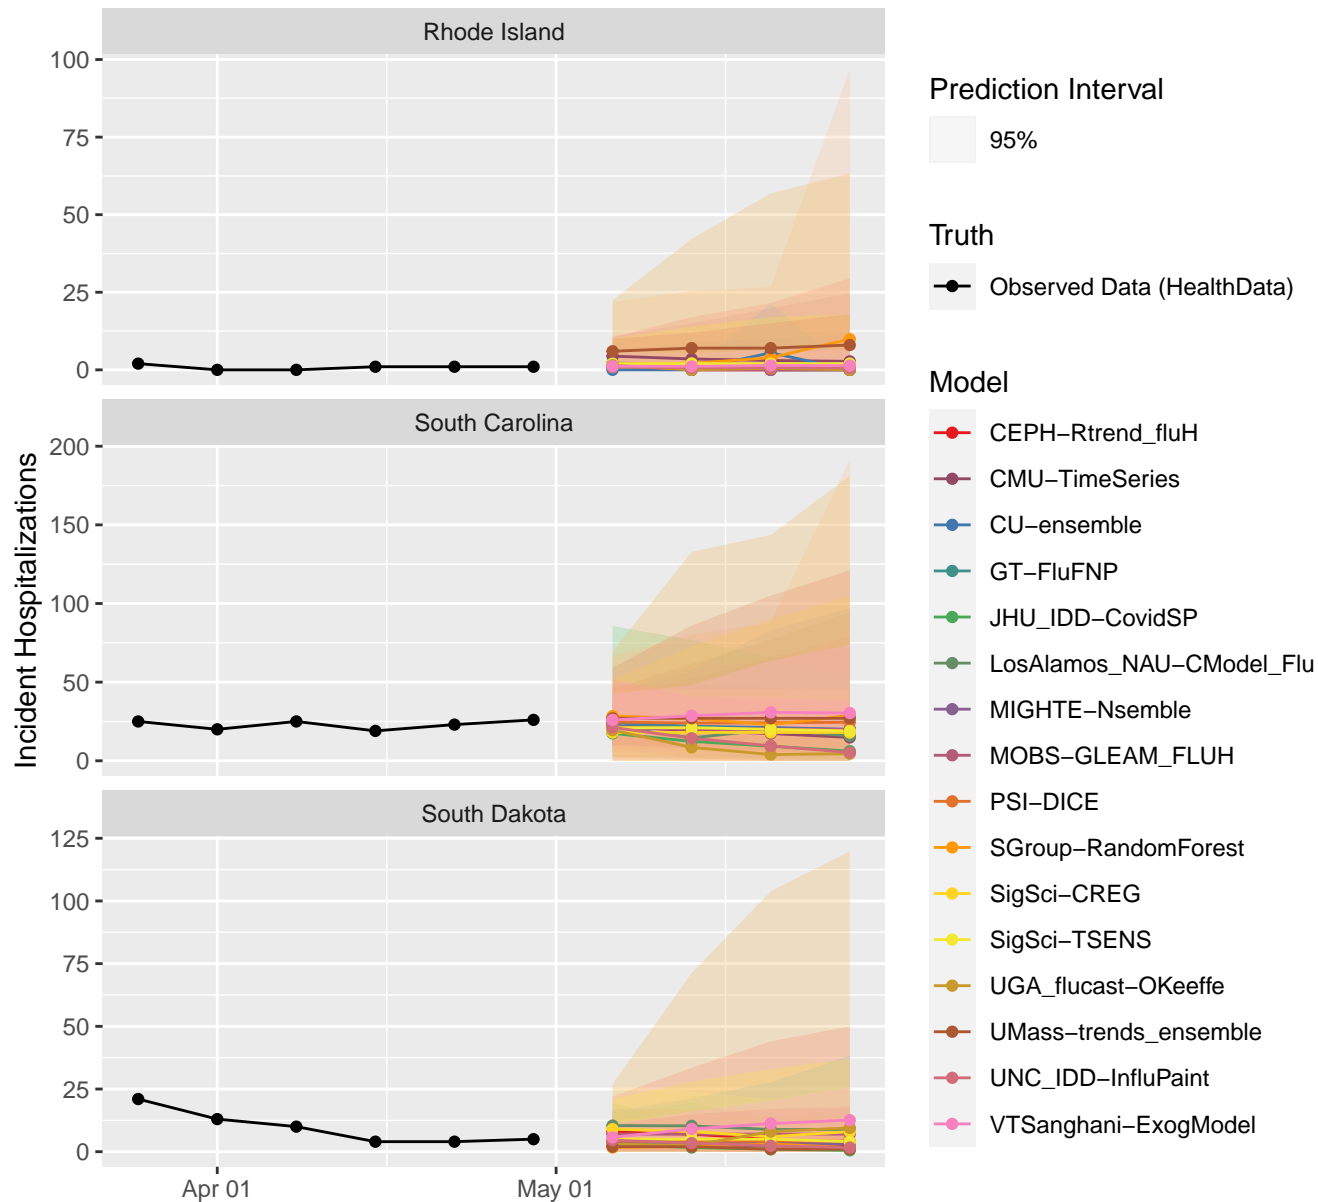 Rhode Island
100
75
50
25
0
South Carolina
200
150
100
50
0
South Dakota
125
100
75
50
25
0
Apr 01
May 01
Incident Hospitalizations
Prediction Interval
95%
Truth
Observed Data (HealthData)
Model
CEPH−Rtrend_fluH
CMU−TimeSeries
CU−ensemble
GT−FluFNP
JHU_IDD−CovidSP
LosAlamos_NAU−CModel_Flu
MIGHTE−Nsemble
MOBS−GLEAM_FLUH
PSI−DICE
SGroup−RandomForest
SigSci−CREG
SigSci−TSENS
UGA_flucast−OKeeffe
UMass−trends_ensemble
UNC_IDD−InfluPaint
VTSanghani−ExogModel